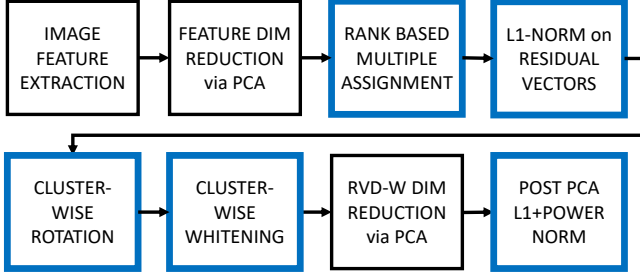 IMAGE
FEATURE
EXTRACTION
FEATURE DIM
REDUCTION
via PCA
RANK BASED
MULTIPLE
ASSIGNMENT
L1-NORM on
RESIDUAL
VECTORS
CLUSTER-
WISE
ROTATION
CLUSTER-
WISE
WHITENING
RVD-W DIM
REDUCTION
via PCA
POST PCA
L1+POWER
NORM